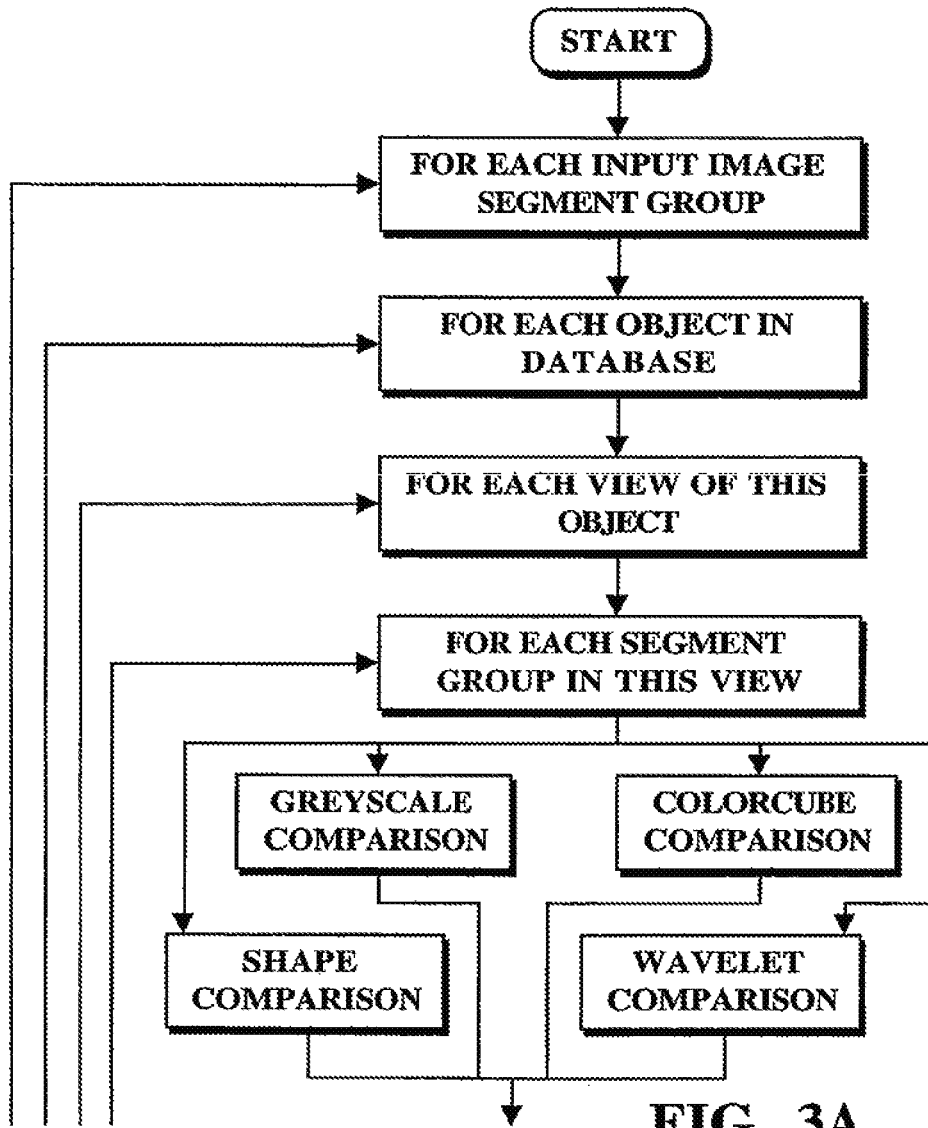 START
FOR EACH INPUT IMAGE
SEGMENT GROUP
FOR EACH OBJECT IN
DATABASE
FOR EACH VIEW OF THIS
OBJECT
FOR EACH SEGMENT
GROUP IN THIS VIEW
GREYSCALE
COMPARISON
COLORCUBE
COMPARISON
SHAPE
COMPARISON
WAVELET
COMPARISON
FIG. 3A